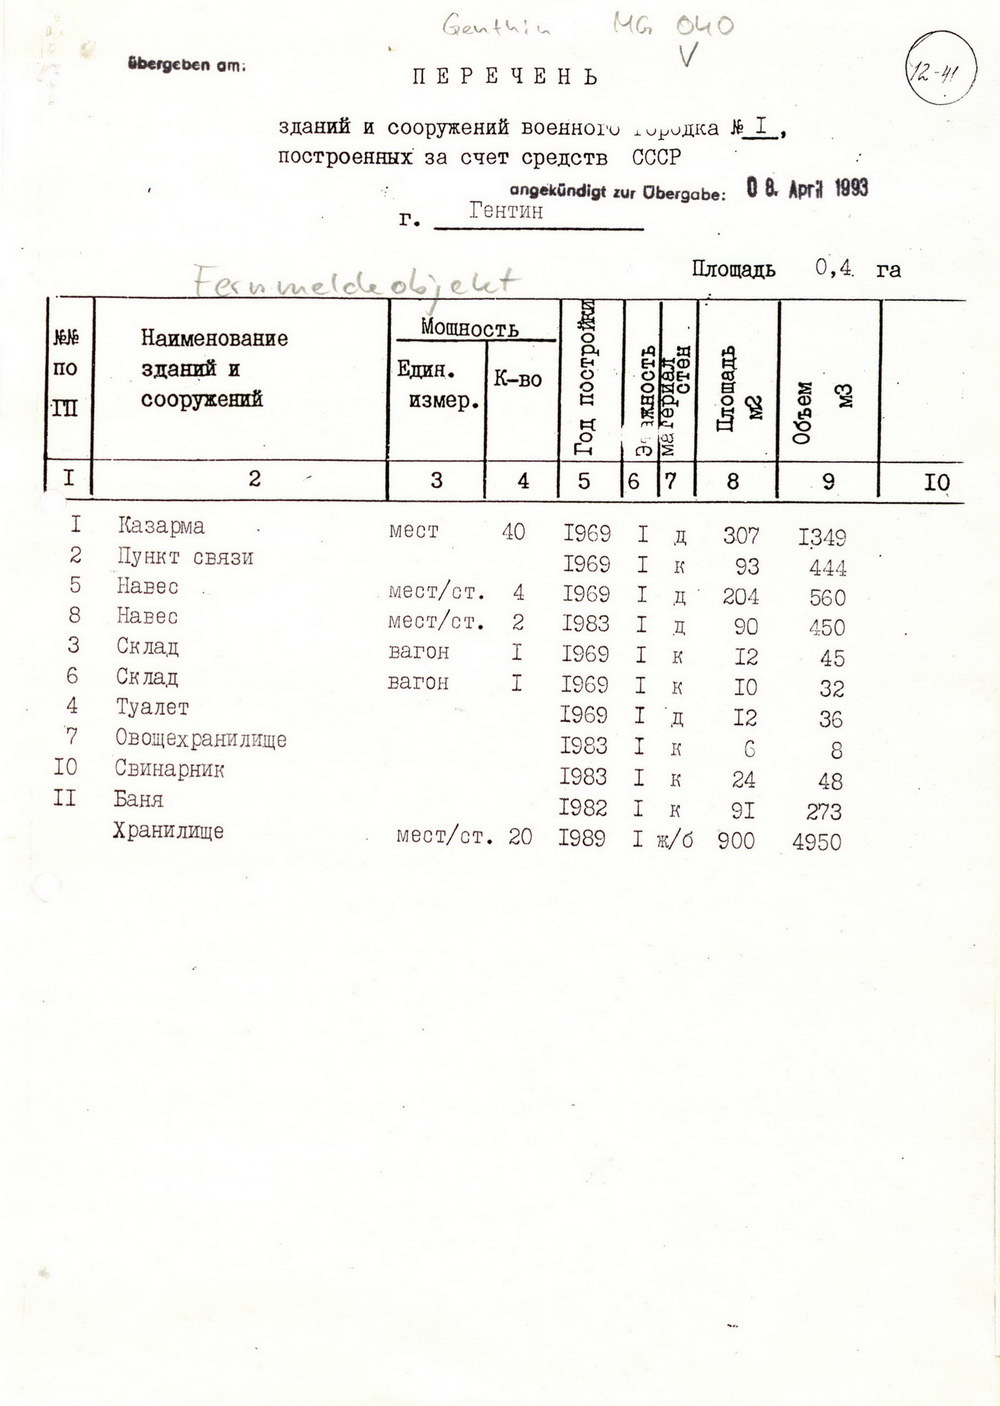 Genthin MG 040
V
übergeben am:
ПЕРЕЧЕНЬ
12-41
зданий и сооружений военного городка № I,
построенных за счет средств СССР
angekündigt zur Übergabe: 08. April 1993
г. Гентин
Площадь 0,4 га
Fernmeldeobjekt
№№ по ГП
Наименование зданий и сооружений
Мощность
Един. измер.
К-во
Год постройки
Этажность
материал стен
Площадь м2
Объем м3
I 2 3 4 5 6 7 8 9 IO
I Казарма мест 40 I969 I д 307 I349
2 Пункт связи I969 I к 93 444
5 Навес мест/ст. 4 I969 I д 204 560
8 Навес мест/ст. 2 I983 I д 90 450
3 Склад вагон I I969 I к I2 45
6 Склад вагон I I969 I к IO 32
4 Туалет I969 I д I2 36
7 Овощехранилище I983 I к 6 8
IO Свинарник I983 I к 24 48
II Баня I982 I к 9I 273
Хранилище мест/ст. 20 I989 I ж/б 900 4950